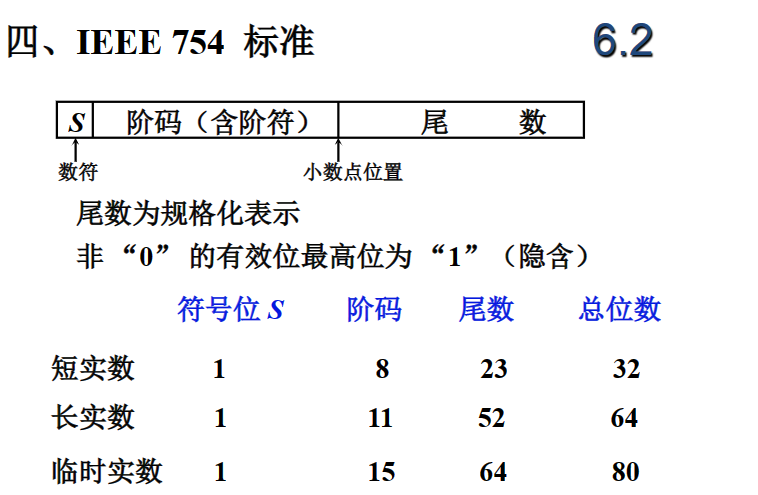 四、IEEE 754 标准 6.2
S 阶码（含阶符） 尾 数
数符 小数点位置
尾数为规格化表示
非 “0” 的有效位最高位为 “1”（隐含）
符号位 S 阶码 尾数 总位数
短实数 1 8 23 32
长实数 1 11 52 64
临时实数 1 15 64 80